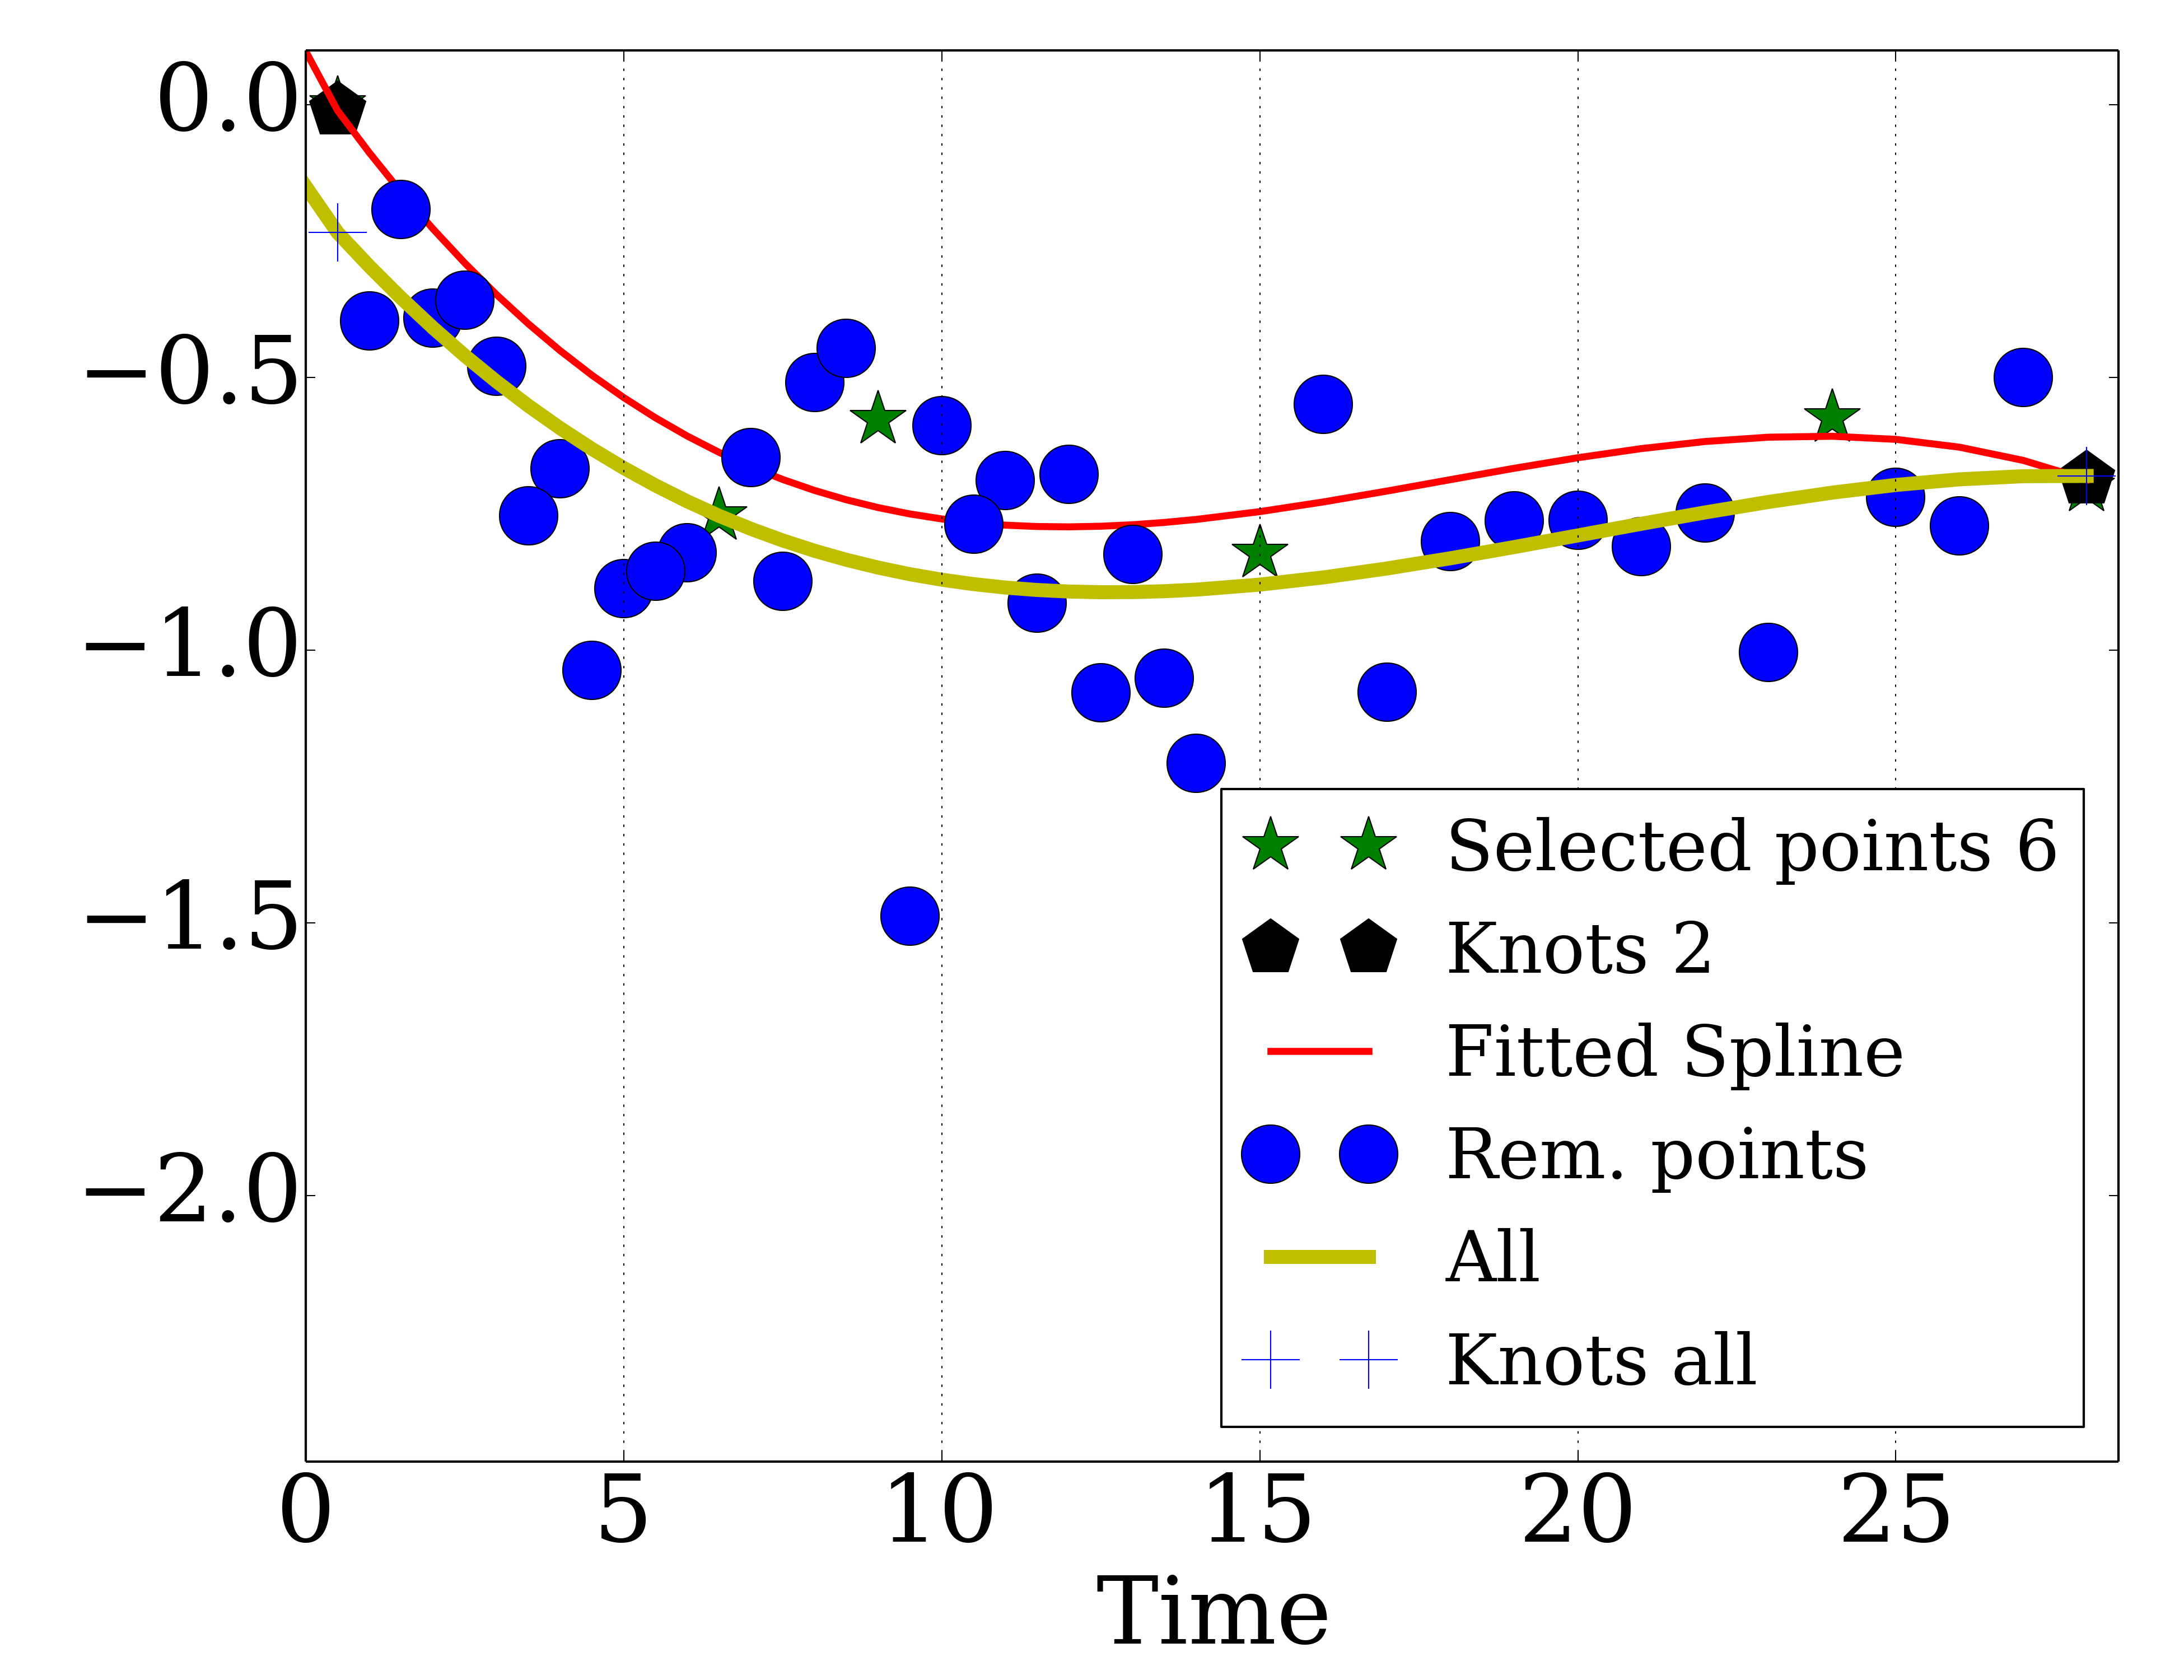 0.0
−0.5
−1.0
−1.5
−2.0
Selected points 6
Knots 2
Fitted Spline
Rem. points
All
Knots all
0 5 10 15 20 25
Time